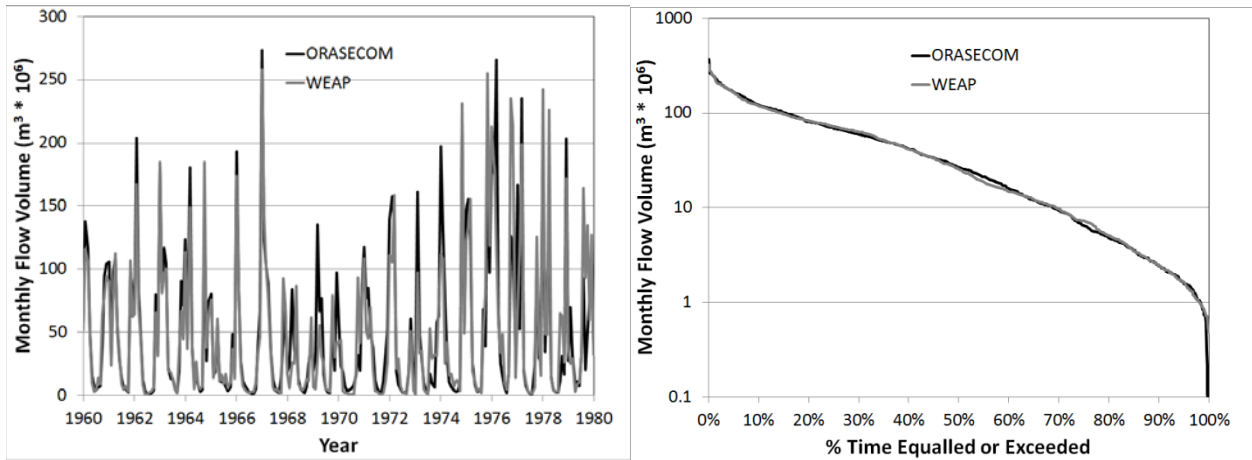 Monthly Flow Volume (m³ * 10⁶)
300
250
200
150
100
50
0
ORASECOM
WEAP
1960 1962 1964 1966 1968 1970 1972 1974 1976 1978 1980
Year
Monthly Flow Volume (m³ * 10⁶)
1000
100
10
1
0.1
ORASECOM
WEAP
0% 10% 20% 30% 40% 50% 60% 70% 80% 90% 100%
% Time Equalled or Exceeded